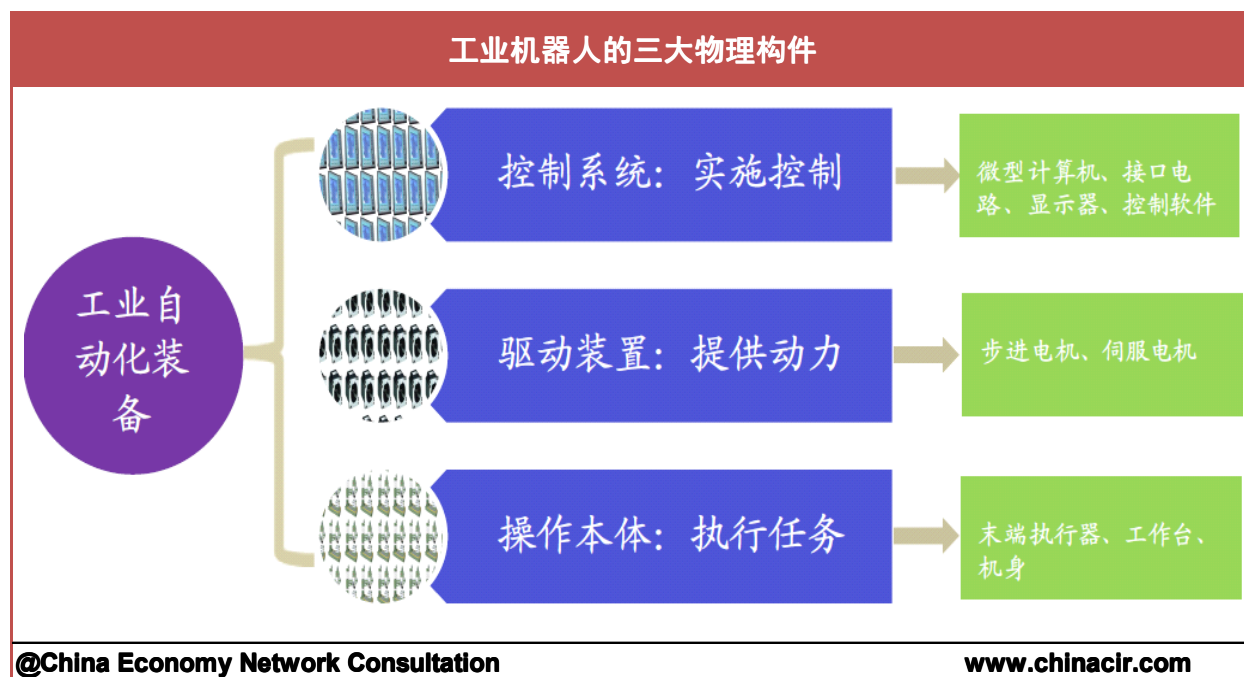 工业机器人的三大物理构件
工业自
动化装
备
控制系统：实施控制
微型计算机、接口电
路、显示器、控制软件
驱动装置：提供动力
步进电机、伺服电机
操作本体：执行任务
末端执行器、工作台、
机身
@China Economy Network Consultation
www.chinacir.com